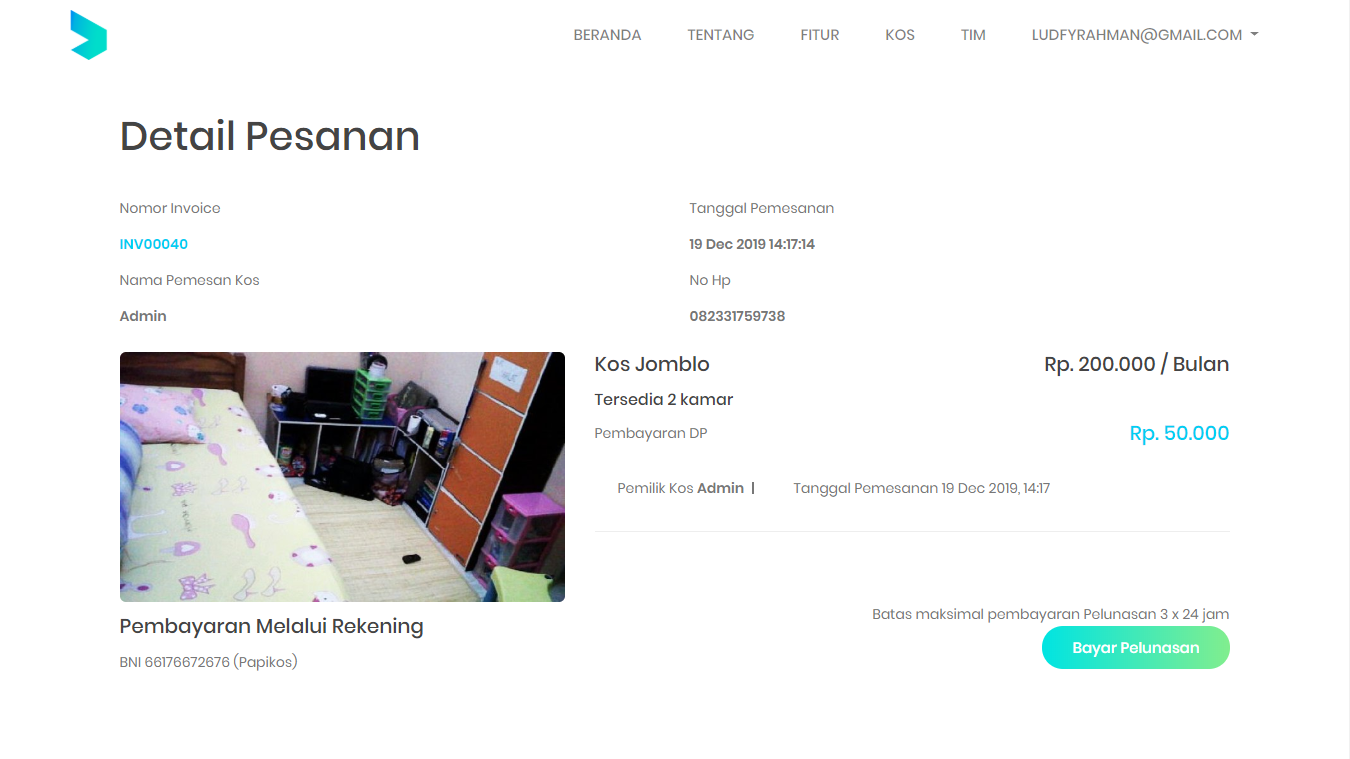 BERANDA TENTANG FITUR KOS TIM LUDFYRAHMAN@GMAIL.COM
Detail Pesanan
Nomor Invoice Tanggal Pemesanan
INV00040 19 Dec 2019 14:17:14
Nama Pemesan Kos No Hp
Admin 082331759738
Kos Jomblo Rp. 200.000 / Bulan
Tersedia 2 kamar
Pembayaran DP Rp. 50.000
Pemilik Kos Admin | Tanggal Pemesanan 19 Dec 2019, 14:17
Batas maksimal pembayaran Pelunasan 3 x 24 jam
Pembayaran Melalui Rekening
Bayar Pelunasan
BNI 66176672676 (Papikos)